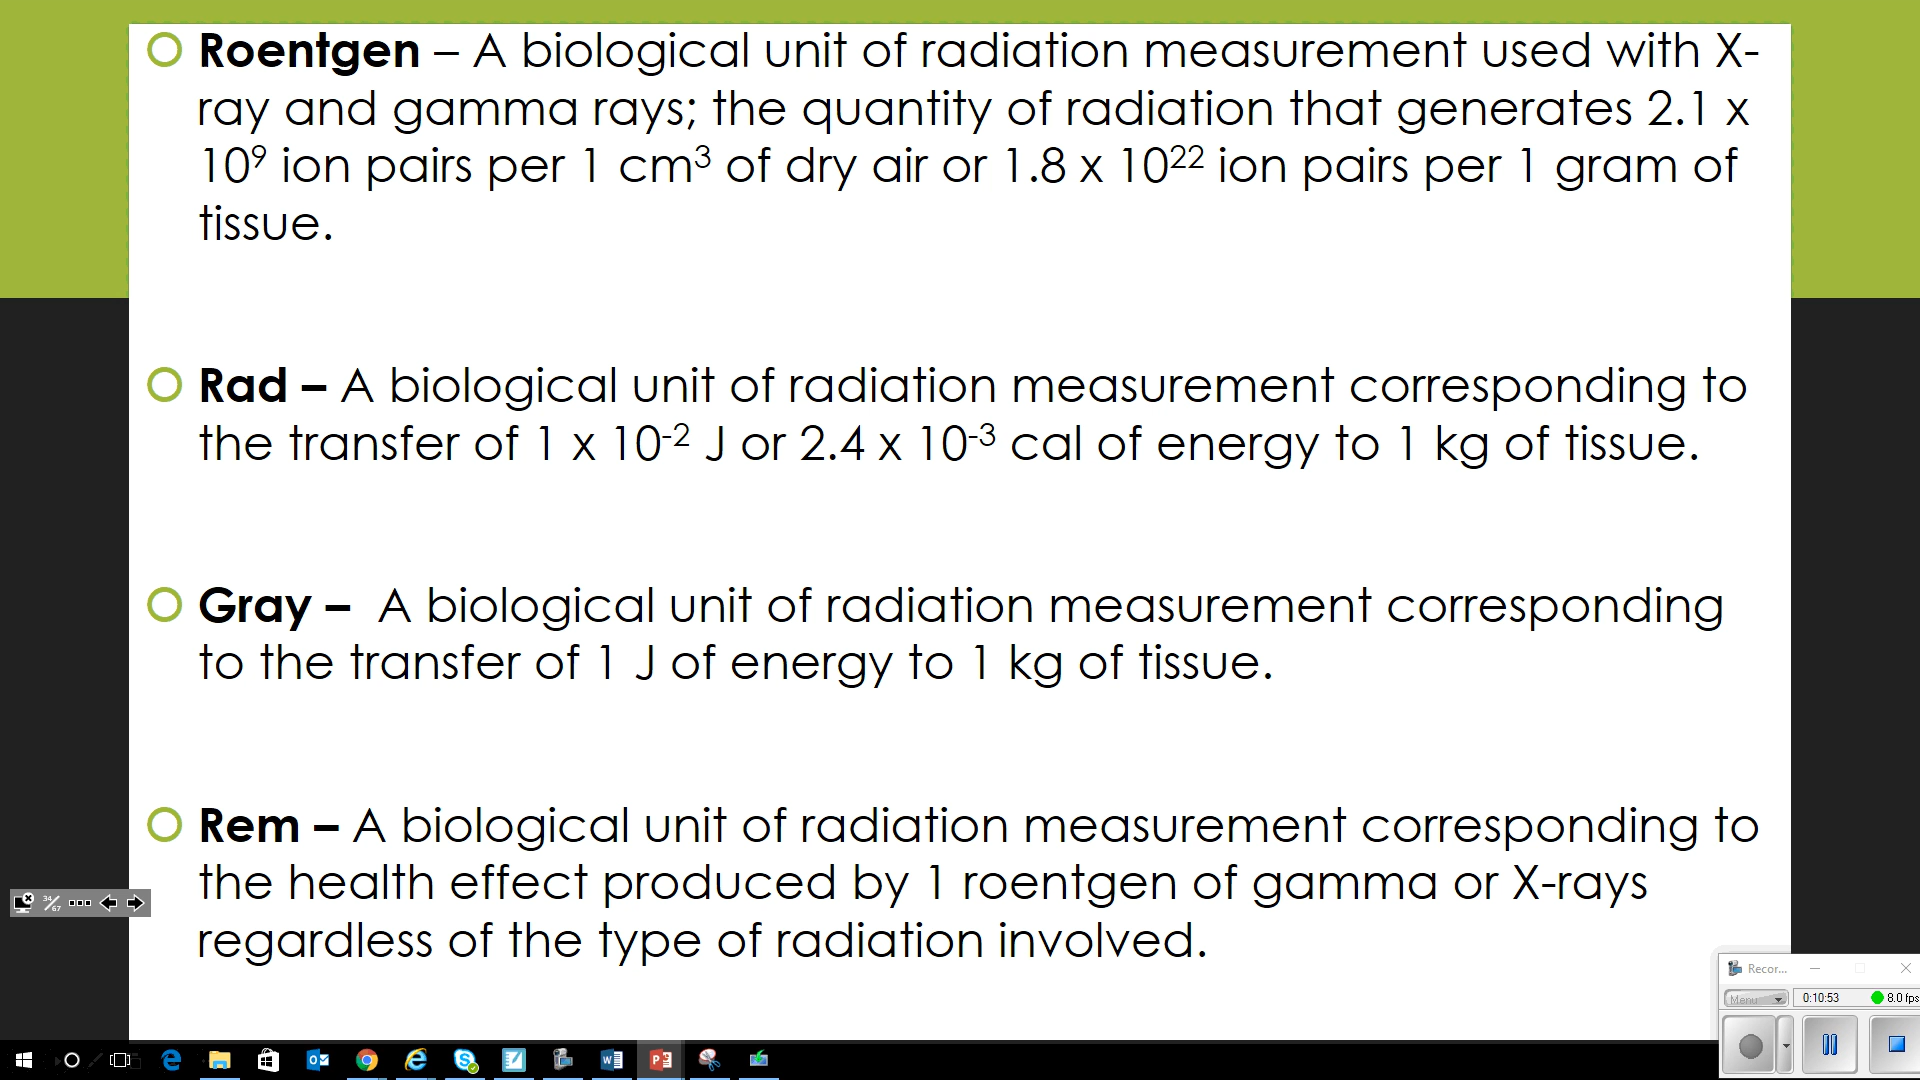 Roentgen – A biological unit of radiation measurement used with X-
ray and gamma rays; the quantity of radiation that generates 2.1 x
10⁹ ion pairs per 1 cm³ of dry air or 1.8 x 10²² ion pairs per 1 gram of
tissue.
Rad – A biological unit of radiation measurement corresponding to
the transfer of 1 x 10⁻² J or 2.4 x 10⁻³ cal of energy to 1 kg of tissue.
Gray – A biological unit of radiation measurement corresponding
to the transfer of 1 J of energy to 1 kg of tissue.
Rem – A biological unit of radiation measurement corresponding to
the health effect produced by 1 roentgen of gamma or X-rays
regardless of the type of radiation involved.
34/67
Recor...
Menu 0:10:53 8.0 fps